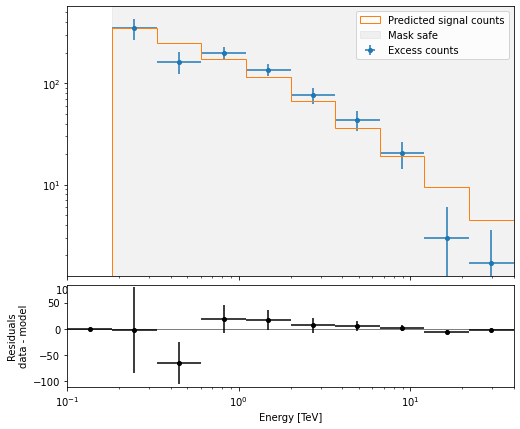 Predicted signal counts
Mask safe
Excess counts
10²
10¹
10
50
0
−50
−100
Residuals
data - model
10⁻¹
10⁰
10¹
Energy [TeV]